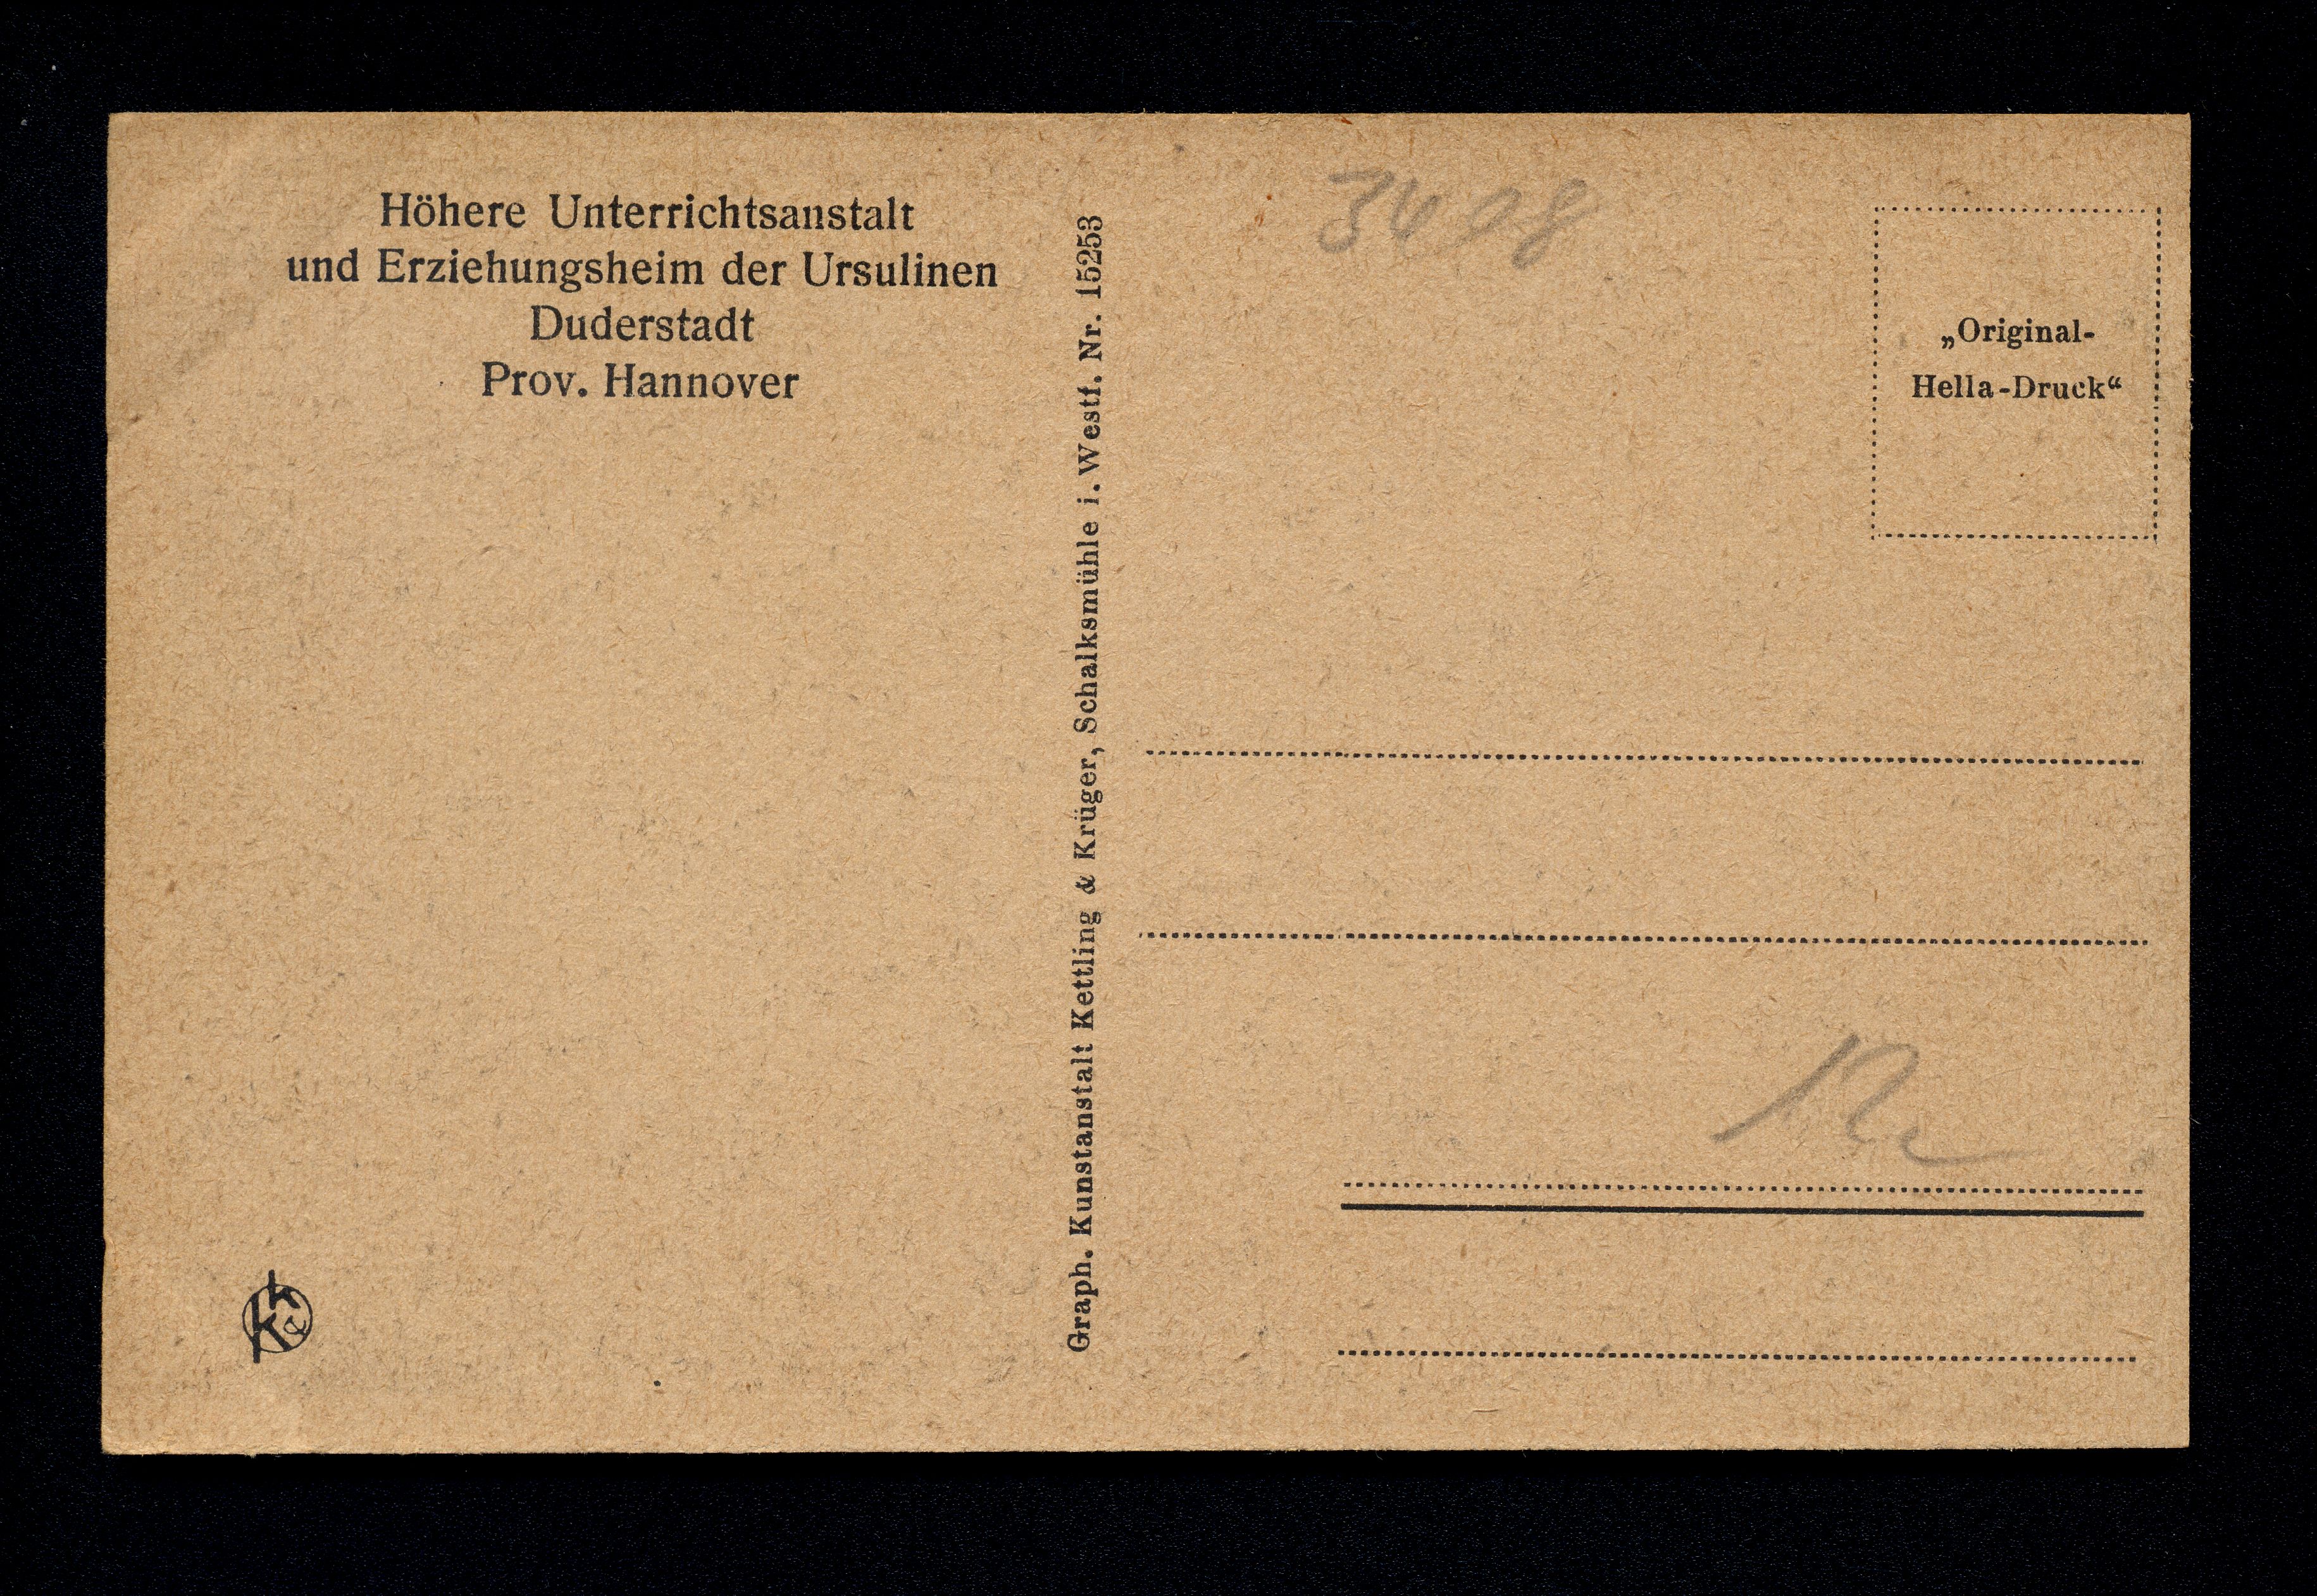 Höhere Unterrichtsanstalt
und Erziehungsheim der Ursulinen
Duderstadt
Prov. Hannover
Graph. Kunstanstalt Kettling & Krüger, Schalksmühle i. Westf. Nr. 15253
3408
„Original-
Hella-Druck“
K & K